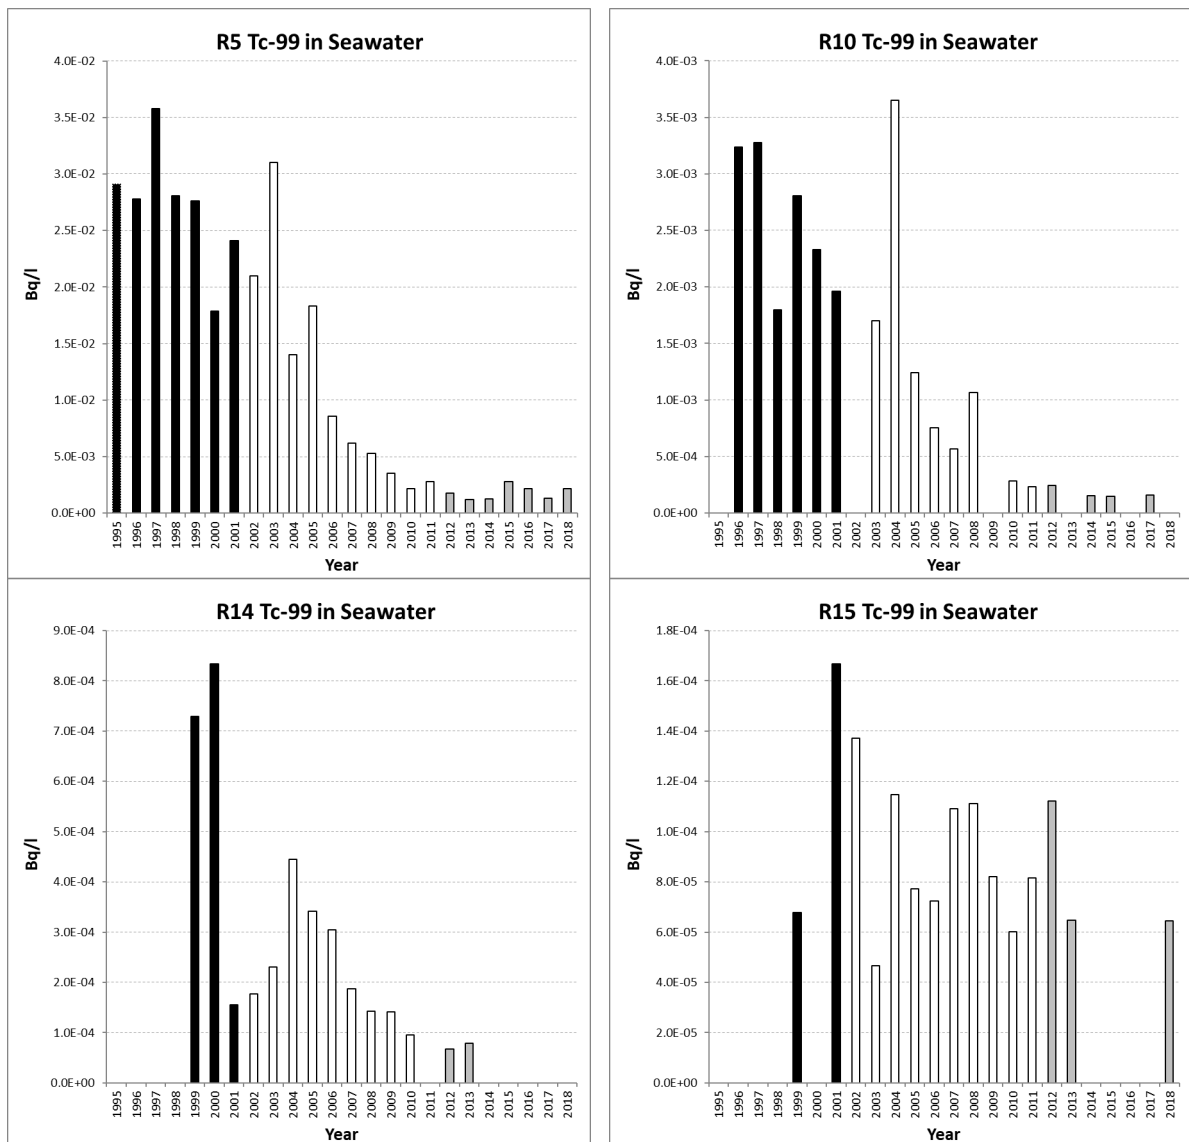 R5 Tc-99 in Seawater
4.0E-02
3.5E-02
3.0E-02
2.5E-02
2.0E-02
1.5E-02
1.0E-02
5.0E-03
0.0E+00
Bq/l
1995 1996 1997 1998 1999 2000 2001 2002 2003 2004 2005 2006 2007 2008 2009 2010 2011 2012 2013 2014 2015 2016 2017 2018
Year
R10 Tc-99 in Seawater
4.0E-03
3.5E-03
3.0E-03
2.5E-03
2.0E-03
1.5E-03
1.0E-03
5.0E-04
0.0E+00
Bq/l
1995 1996 1997 1998 1999 2000 2001 2002 2003 2004 2005 2006 2007 2008 2009 2010 2011 2012 2013 2014 2015 2016 2017 2018
Year
R14 Tc-99 in Seawater
9.0E-04
8.0E-04
7.0E-04
6.0E-04
5.0E-04
4.0E-04
3.0E-04
2.0E-04
1.0E-04
0.0E+00
Bq/l
1995 1996 1997 1998 1999 2000 2001 2002 2003 2004 2005 2006 2007 2008 2009 2010 2011 2012 2013 2014 2015 2016 2017 2018
Year
R15 Tc-99 in Seawater
1.8E-04
1.6E-04
1.4E-04
1.2E-04
1.0E-04
8.0E-05
6.0E-05
4.0E-05
2.0E-05
0.0E+00
Bq/l
1995 1996 1997 1998 1999 2000 2001 2002 2003 2004 2005 2006 2007 2008 2009 2010 2011 2012 2013 2014 2015 2016 2017 2018
Year